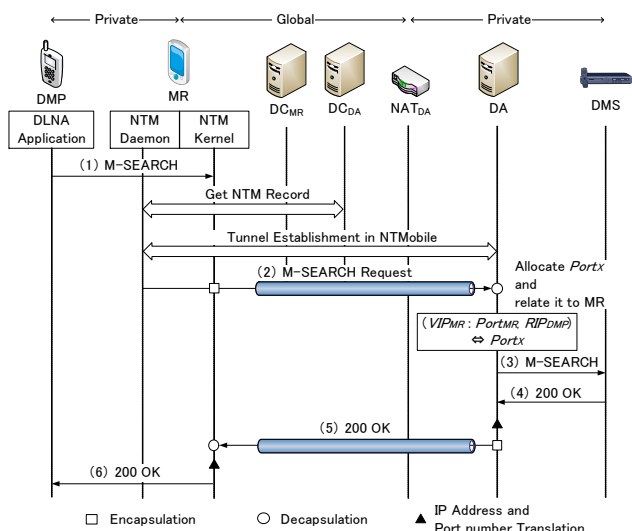 Private Global Private
DMP MR DCMR DCDA NATDA DA DMS
DLNA Application
NTM Daemon
NTM Kernel
(1) M-SEARCH
Get NTM Record
Tunnel Establishment in NTMobile
(2) M-SEARCH Request
Allocate Portx
and
relate it to MR
(VIPMR : PortMR, RIPDMP)
⇔ Portx
(3) M-SEARCH
(4) 200 OK
(5) 200 OK
(6) 200 OK
Encapsulation
Decapsulation
IP Address and
Port number Translation